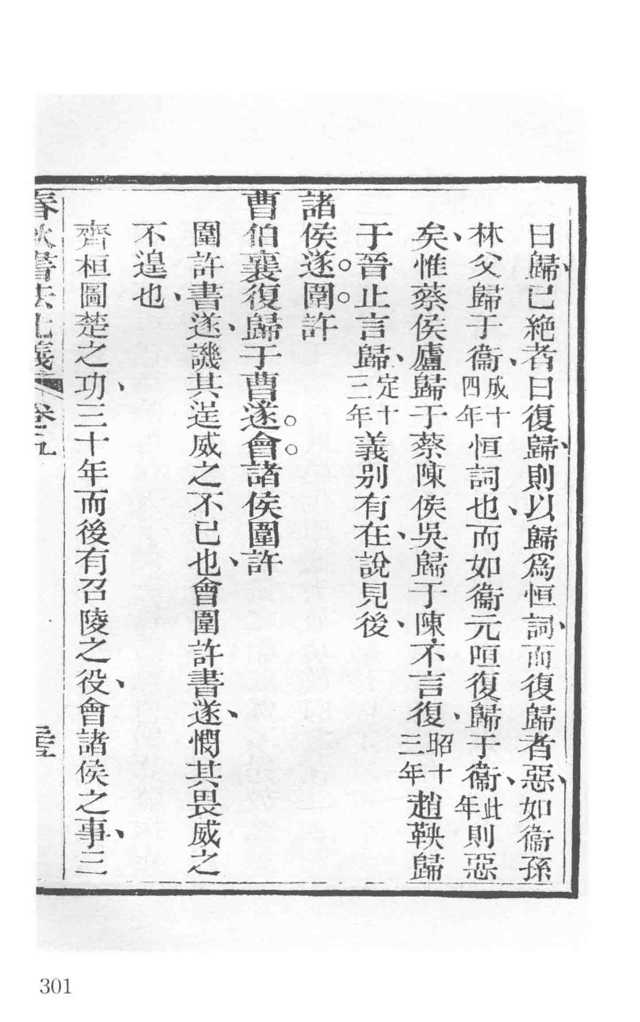 曰歸已絶者曰復歸則以歸爲恒詞而復歸者惡如衞孫
林父歸于衞成十四年恒詞也而如衞元咺復歸于衞此年則惡
矣惟蔡侯廬歸于蔡陳侯吳歸于陳不言復昭十三年趙鞅歸
于晉止言歸定十三年義别有在説見後
諸侯遂圍許
曹伯襄復歸于曹遂會諸侯圍許
圍許書遂譏其逞威之不已也會圍許書遂憫其畏威之
不遑也
齊桓圖楚之功三十年而後有召陵之役會諸侯之事三
301